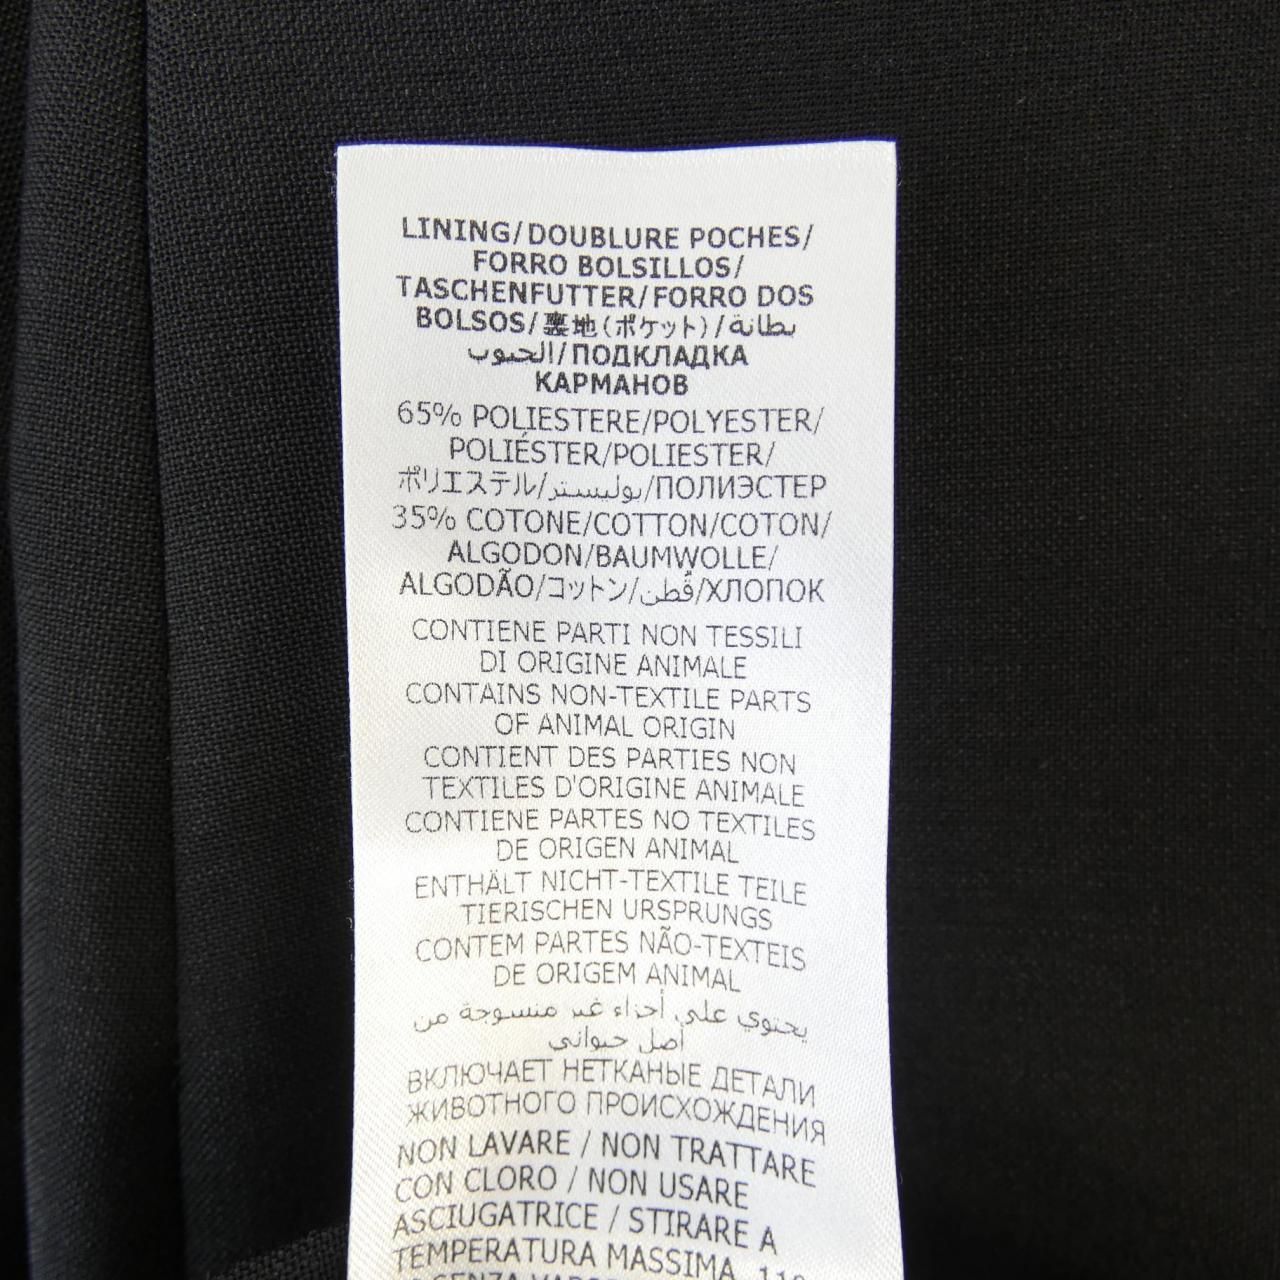 LINING/DOUBLURE POCHES/
FORRO BOLSILLOS/
TASCHENFUTTER/FORRO DOS
BOLSOS/裏地(ポケット)/بطانة
الجيوب/ПОДКЛАДКА
КАРМАНОВ
65% POLIESTERE/POLYESTER/
POLIÉSTER/POLIESTER/
ポリエステル/بوليستر/ПОЛИЭСТЕР
35% COTONE/COTTON/COTON/
ALGODON/BAUMWOLLE/
ALGODÃO/コットン/قُطن/ХЛОПОК
CONTIENE PARTI NON TESSILI
DI ORIGINE ANIMALE
CONTAINS NON-TEXTILE PARTS
OF ANIMAL ORIGIN
CONTIENT DES PARTIES NON
TEXTILES D'ORIGINE ANIMALE
CONTIENE PARTES NO TEXTILES
DE ORIGEN ANIMAL
ENTHÄLT NICHT-TEXTILE TEILE
TIERISCHEN URSPRUNGS
CONTEM PARTES NÃO-TEXTEIS
DE ORIGEM ANIMAL
يحتوي على أجزاء غير منسوجة من
أصل حيواني
ВКЛЮЧАЕТ НЕТКАНЫЕ ДЕТАЛИ
ЖИВОТНОГО ПРОИСХОЖДЕНИЯ
NON LAVARE / NON TRATTARE
CON CLORO / NON USARE
ASCIUGATRICE / STIRARE A
TEMPERATURA MASSIMA
SENZA